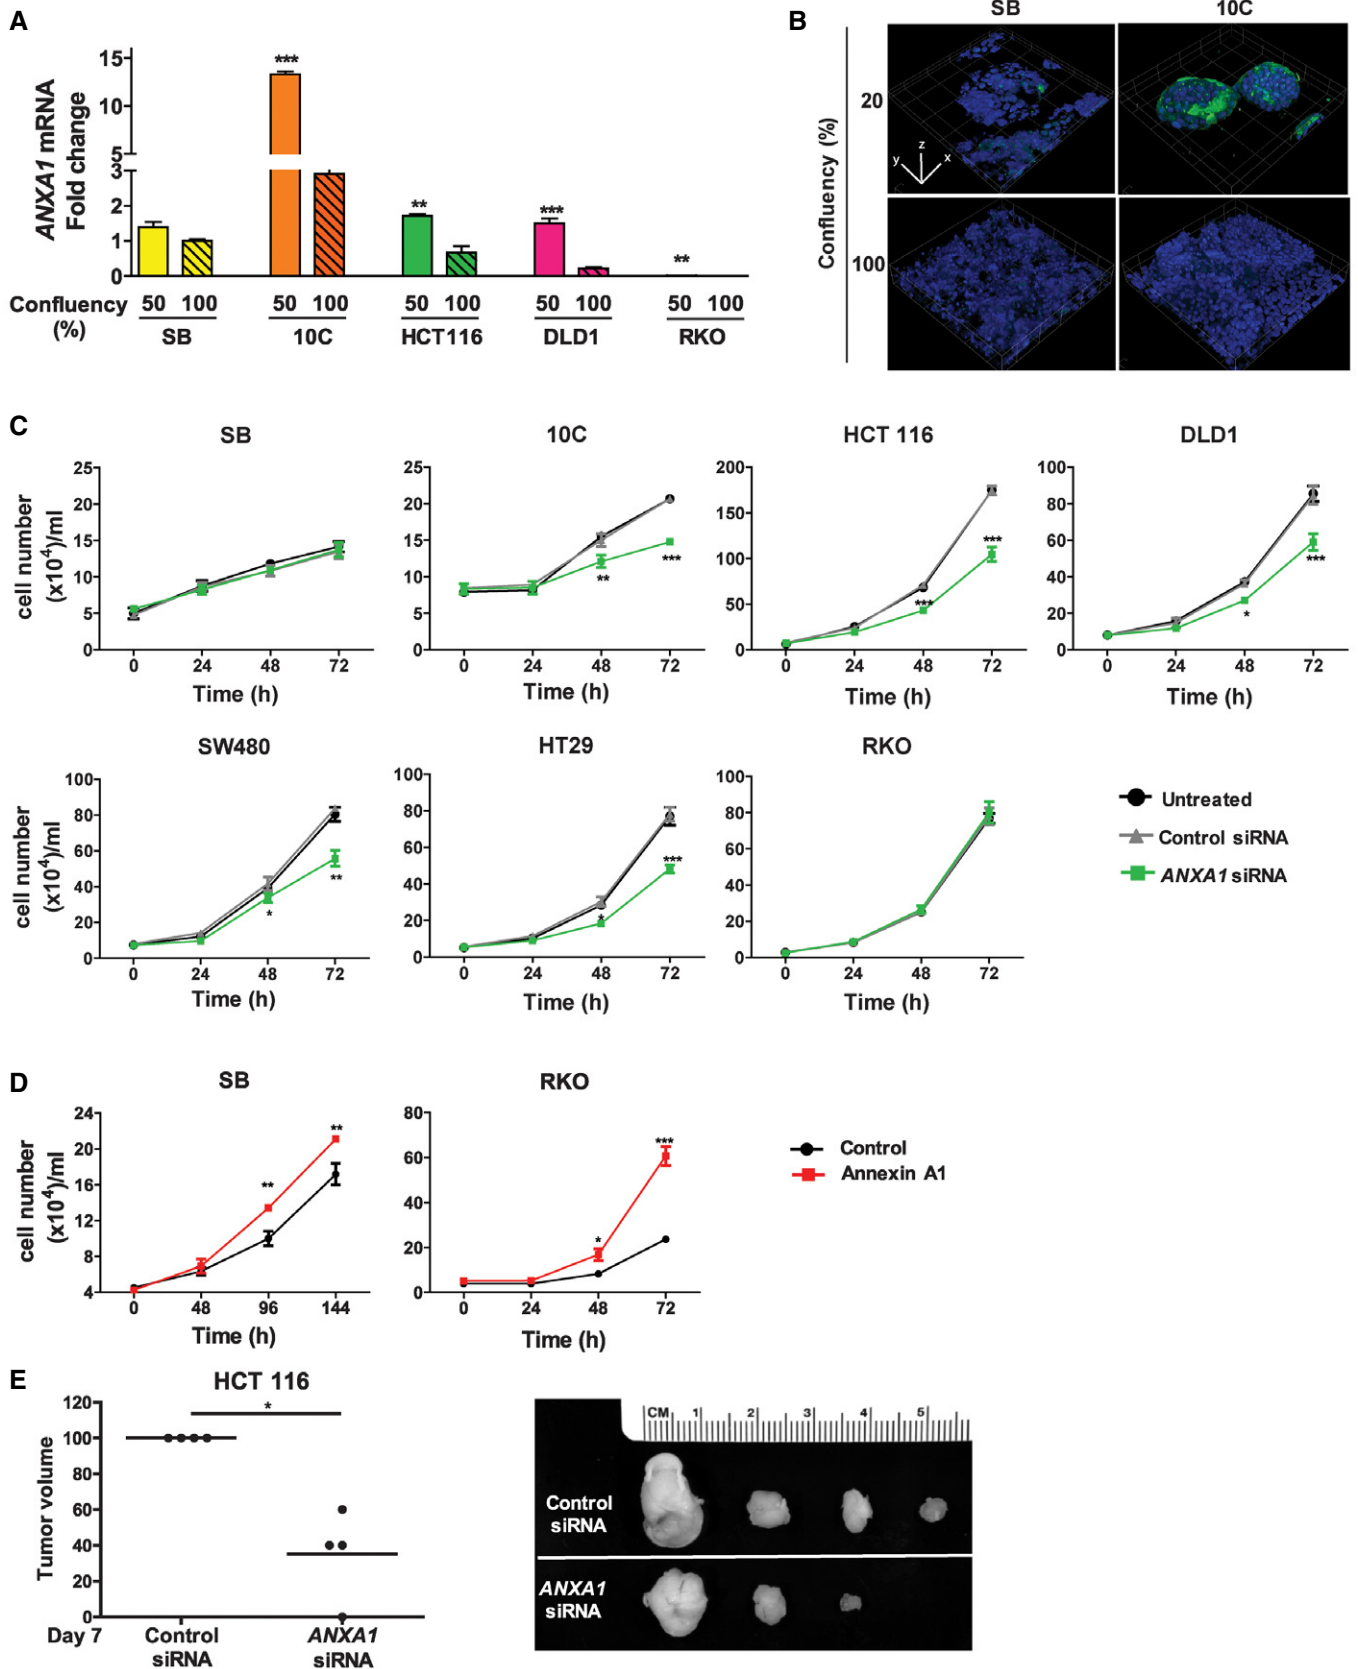 A
ANXA1 mRNA
Fold change
15
10
5
3
2
1
0
***
**
***
**
Confluency
(%)
50 100 50 100 50 100 50 100 50 100
SB 10C HCT116 DLD1 RKO
B
SB 10C
Confluency (%)
20
100
z
y x
C
SB
cell number
(x10⁴)/ml
25
20
15
10
5
0
0 24 48 72
Time (h)
10C
25
20
15
10
5
0
**
***
0 24 48 72
Time (h)
HCT 116
200
150
100
50
0
***
***
0 24 48 72
Time (h)
DLD1
100
80
60
40
20
0
*
***
0 24 48 72
Time (h)
SW480
cell number
(x10⁴)/ml
100
80
60
40
20
0
*
**
0 24 48 72
Time (h)
HT29
100
80
60
40
20
0
*
***
0 24 48 72
Time (h)
RKO
100
80
60
40
20
0
0 24 48 72
Time (h)
Untreated
Control siRNA
ANXA1 siRNA
D
SB
cell number
(x10⁴)/ml
24
20
16
12
8
4
**
**
0 48 96 144
Time (h)
RKO
80
60
40
20
0
*
***
0 24 48 72
Time (h)
Control
Annexin A1
E
HCT 116
Tumor volume
120
100
80
60
40
20
0
*
Day 7
Control
siRNA
ANXA1
siRNA
CM 1 2 3 4 5
Control
siRNA
ANXA1
siRNA